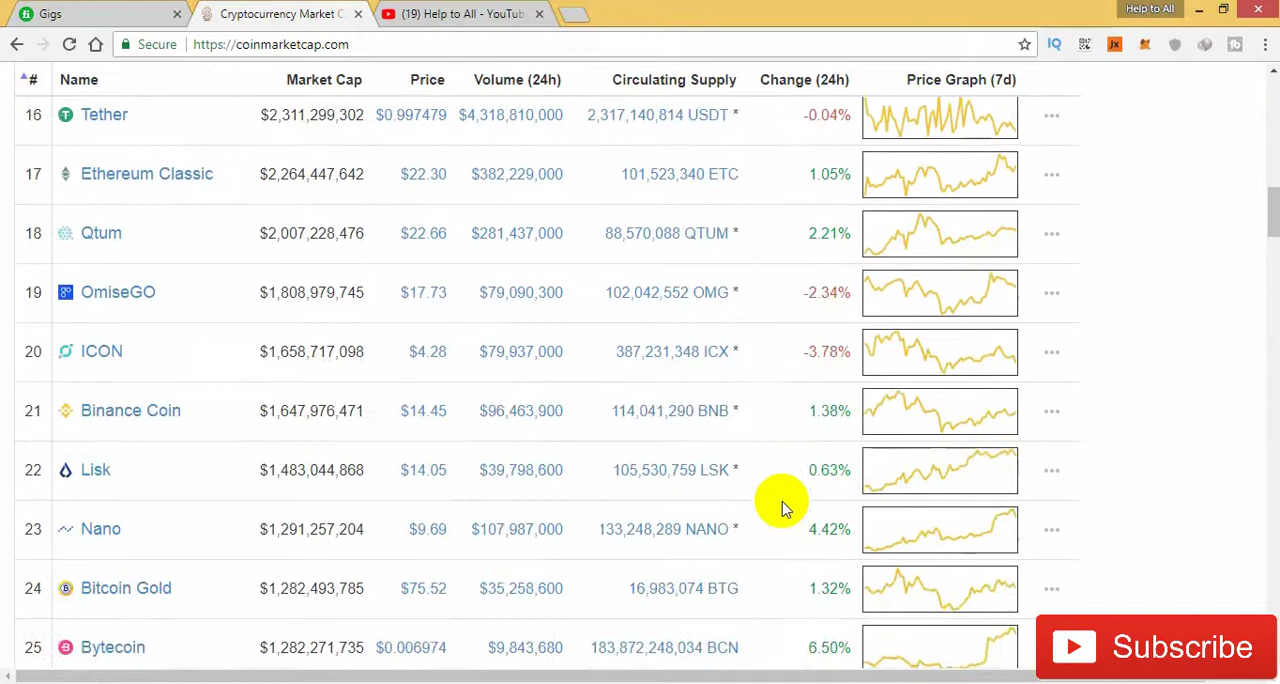 Gigs
Cryptocurrency Market C
(19) Help to All - YouTub
Help to All
Secure
https://coinmarketcap.com
IQ
Jx
tb
# Name Market Cap Price Volume (24h) Circulating Supply Change (24h) Price Graph (7d)
16 Tether $2,311,299,302 $0.997479 $4,318,810,000 2,317,140,814 USDT * -0.04%
17 Ethereum Classic $2,264,447,642 $22.30 $382,229,000 101,523,340 ETC 1.05%
18 Qtum $2,007,228,476 $22.66 $281,437,000 88,570,088 QTUM * 2.21%
19 OmiseGO $1,808,979,745 $17.73 $79,090,300 102,042,552 OMG * -2.34%
20 ICON $1,658,717,098 $4.28 $79,937,000 387,231,348 ICX * -3.78%
21 Binance Coin $1,647,976,471 $14.45 $96,463,900 114,041,290 BNB * 1.38%
22 Lisk $1,483,044,868 $14.05 $39,798,600 105,530,759 LSK * 0.63%
23 Nano $1,291,257,204 $9.69 $107,987,000 133,248,289 NANO * 4.42%
24 Bitcoin Gold $1,282,493,785 $75.52 $35,258,600 16,983,074 BTG 1.32%
25 Bytecoin $1,282,271,735 $0.006974 $9,843,680 183,872,248,034 BCN 6.50%
Subscribe